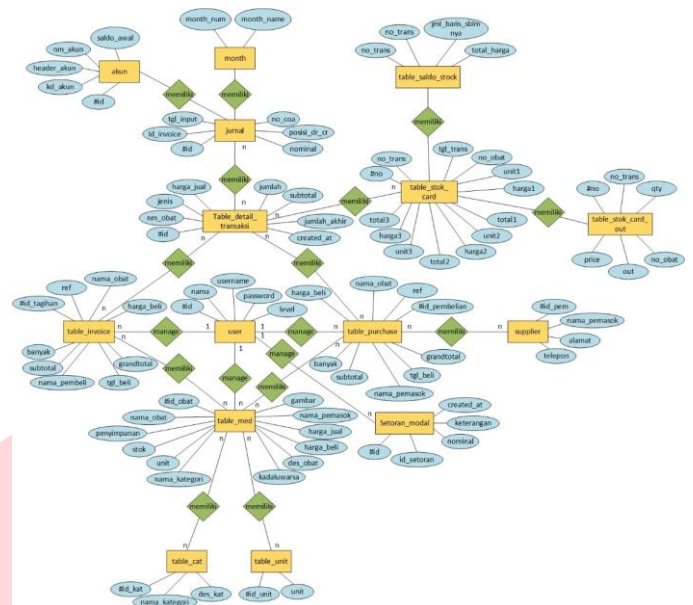 month_num
month_name
saldo_awal
nm_akun
header_akun
kd_akun
#id
akun
month
memiliki
memiliki
tgl_input
no_coa
Id_invoice
jurnal
posisi_dr_cr
#id
nominal
n
memiliki
no_trans
jml_baris_sblm
nya
no_trans
total_harga
table_saldo_stock
memiliki
tgl_trans
no_trans
no_obat
#no
unit1
table_stok_
card
harga1
n
total3
total1
harga3
unit2
unit3
harga2
total2
memiliki
no_trans
#no
qty
table_stok_card_
out
price
no_obat
out
harga_jual
jumlah
jenis
subtotal
nm_obat
Table_detail_
transaksi
jumlah_akhir
#id
created_at
n
n
n
memiliki
memiliki
memiliki
nama_obat
ref
#id_tagihan
harga_beli
table_invoice
banyak
subtotal
grandtotal
nama_pembeli
tgl_beli
n
n
n
manage
memiliki
username
nama
password
#id
level
user
1
1
1
1
manage
manage
manage
memiliki
nama_obat
harga_beli
ref
#id_pembelian
table_purchase
n
n
n
n
grandtotal
banyak
tgl_beli
subtotal
nama_pemasok
memiliki
n
supplier
#id_pem
nama_pemasok
alamat
telepon
#id_obat
gambar
nama_obat
nama_pemasok
penyimpanan
table_med
harga_jual
stok
harga_beli
unit
des_obat
nama_kategori
kadaluwarsa
n
n
n
n
n
n
Setoran_modal
created_at
keterangan
nominal
#id
id_setoran
memiliki
memiliki
n
n
table_cat
table_unit
#id_kat
des_kat
nama_kategori
#id_unit
unit